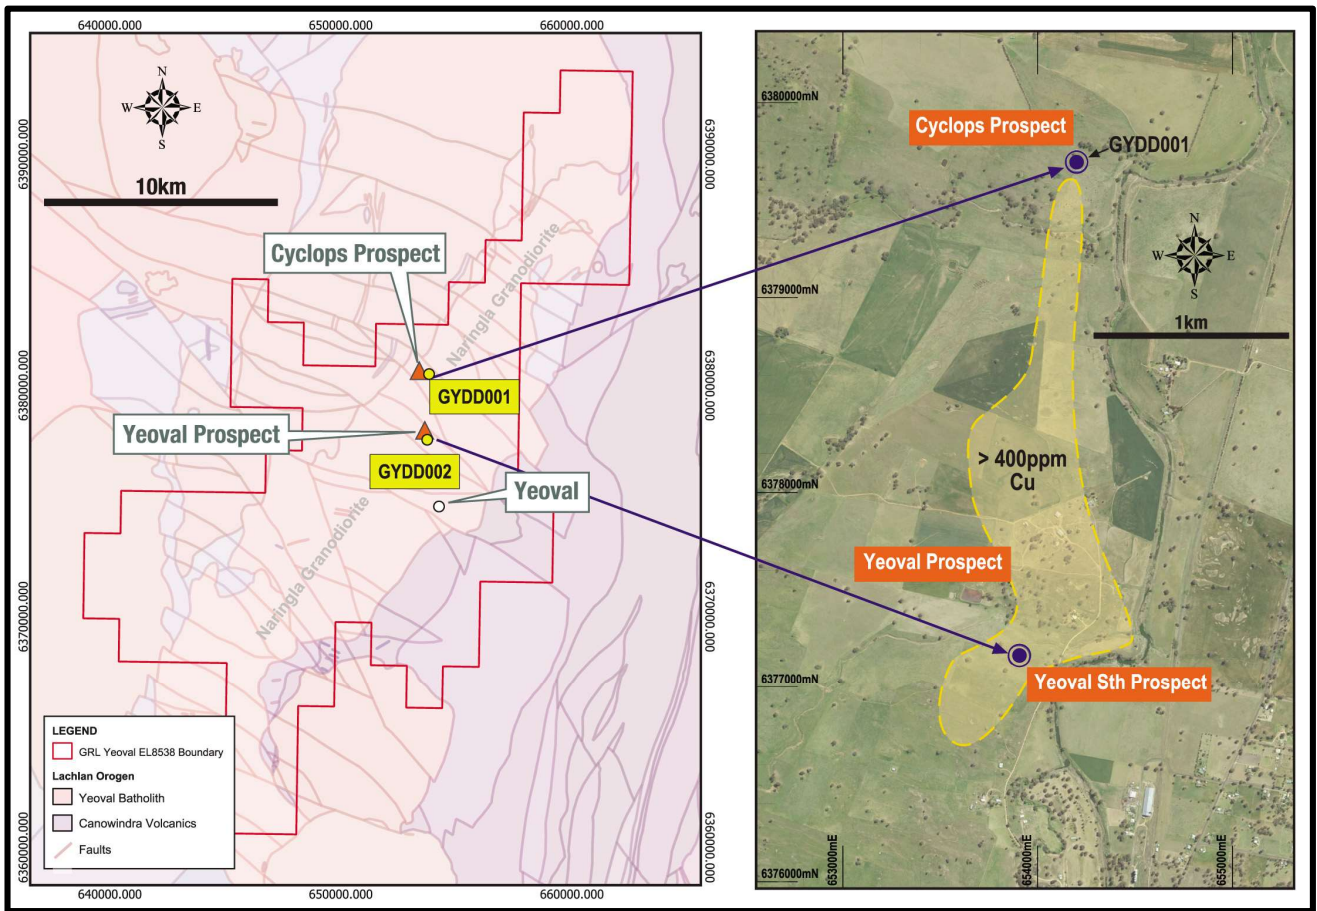 640000.000
650000.000
660000.000
N
W
E
S
10km
6390000.000
6390000.000
Cyclops Prospect
Naringla Granodiorite
6380000.000
6380000.000
GYDD001
Yeoval Prospect
GYDD002
Yeoval
Naringla Granodiorite
6370000.000
6370000.000
LEGEND
GRL Yeoval EL8538 Boundary
Lachlan Orogen
Yeoval Batholith
Canowindra Volcanics
Faults
6360000.000
6360000.000
640000.000
650000.000
660000.000
6380000mN
Cyclops Prospect
GYDD001
N
W
E
S
6379000mN
1km
> 400ppm
Cu
6378000mN
Yeoval Prospect
6377000mN
Yeoval Sth Prospect
653000mE
654000mE
655000mE
6376000mN